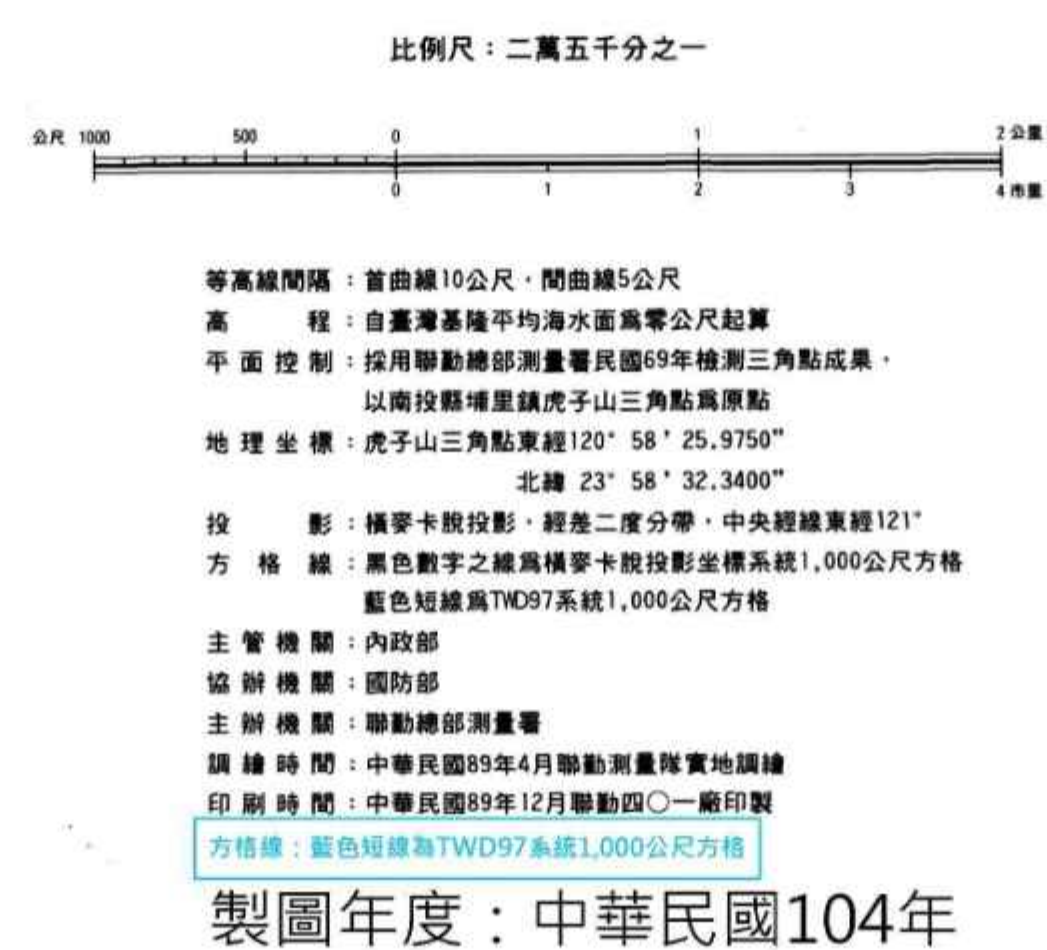 比例尺：二萬五千分之一
公尺 1000 500 0 1 2 公里
0 1 2 3 4 市里
等高線間隔：首曲線10公尺．間曲線5公尺
高程：自臺灣基隆平均海水面爲零公尺起算
平面控制：採用聯勤總部測量署民國69年檢測三角點成果．
以南投縣埔里鎮虎子山三角點爲原點
地理坐標：虎子山三角點東經120° 58' 25.9750"
北緯 23° 58' 32.3400"
投影：橫麥卡脫投影．經差二度分帶．中央經線東經121°
方格線：黑色數字之線爲橫麥卡脫投影坐標系統1,000公尺方格
藍色短線爲TWD97系統1,000公尺方格
主管機關：內政部
協辦機關：國防部
主辦機關：聯勤總部測量署
調繪時間：中華民國89年4月聯勤測量隊實地調繪
印刷時間：中華民國89年12月聯勤四○一廠印製
方格線：藍色短線為TWD97系統1,000公尺方格
製圖年度：中華民國104年